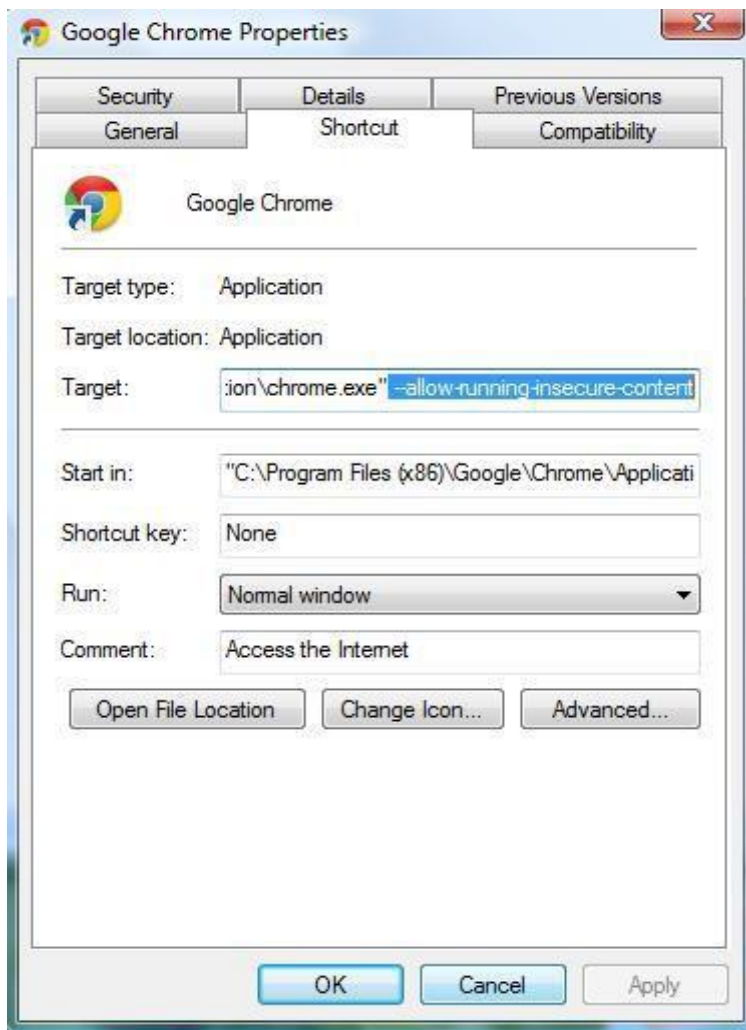 Google Chrome Properties
Security Details Previous Versions
General Shortcut Compatibility
Google Chrome
Target type: Application
Target location: Application
Target: :ion\chrome.exe" --allow-running-insecure-content
Start in: "C:\Program Files (x86)\Google\Chrome\Applicati
Shortcut key: None
Run: Normal window
Comment: Access the Internet
Open File Location Change Icon... Advanced...
OK Cancel Apply